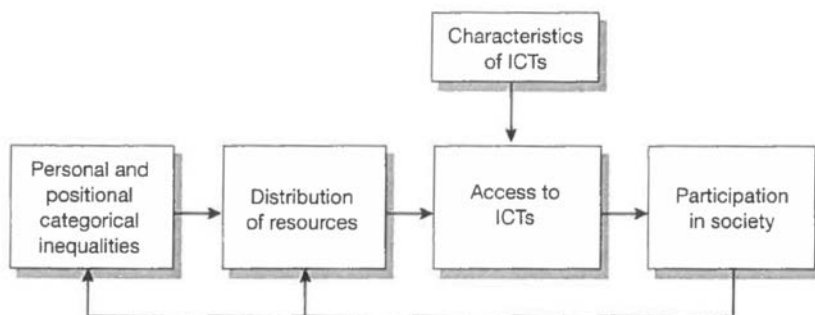 Characteristics
of ICTs
Personal and
positional
categorical
inequalities
Distribution
of resources
Access to
ICTs
Participation
in society